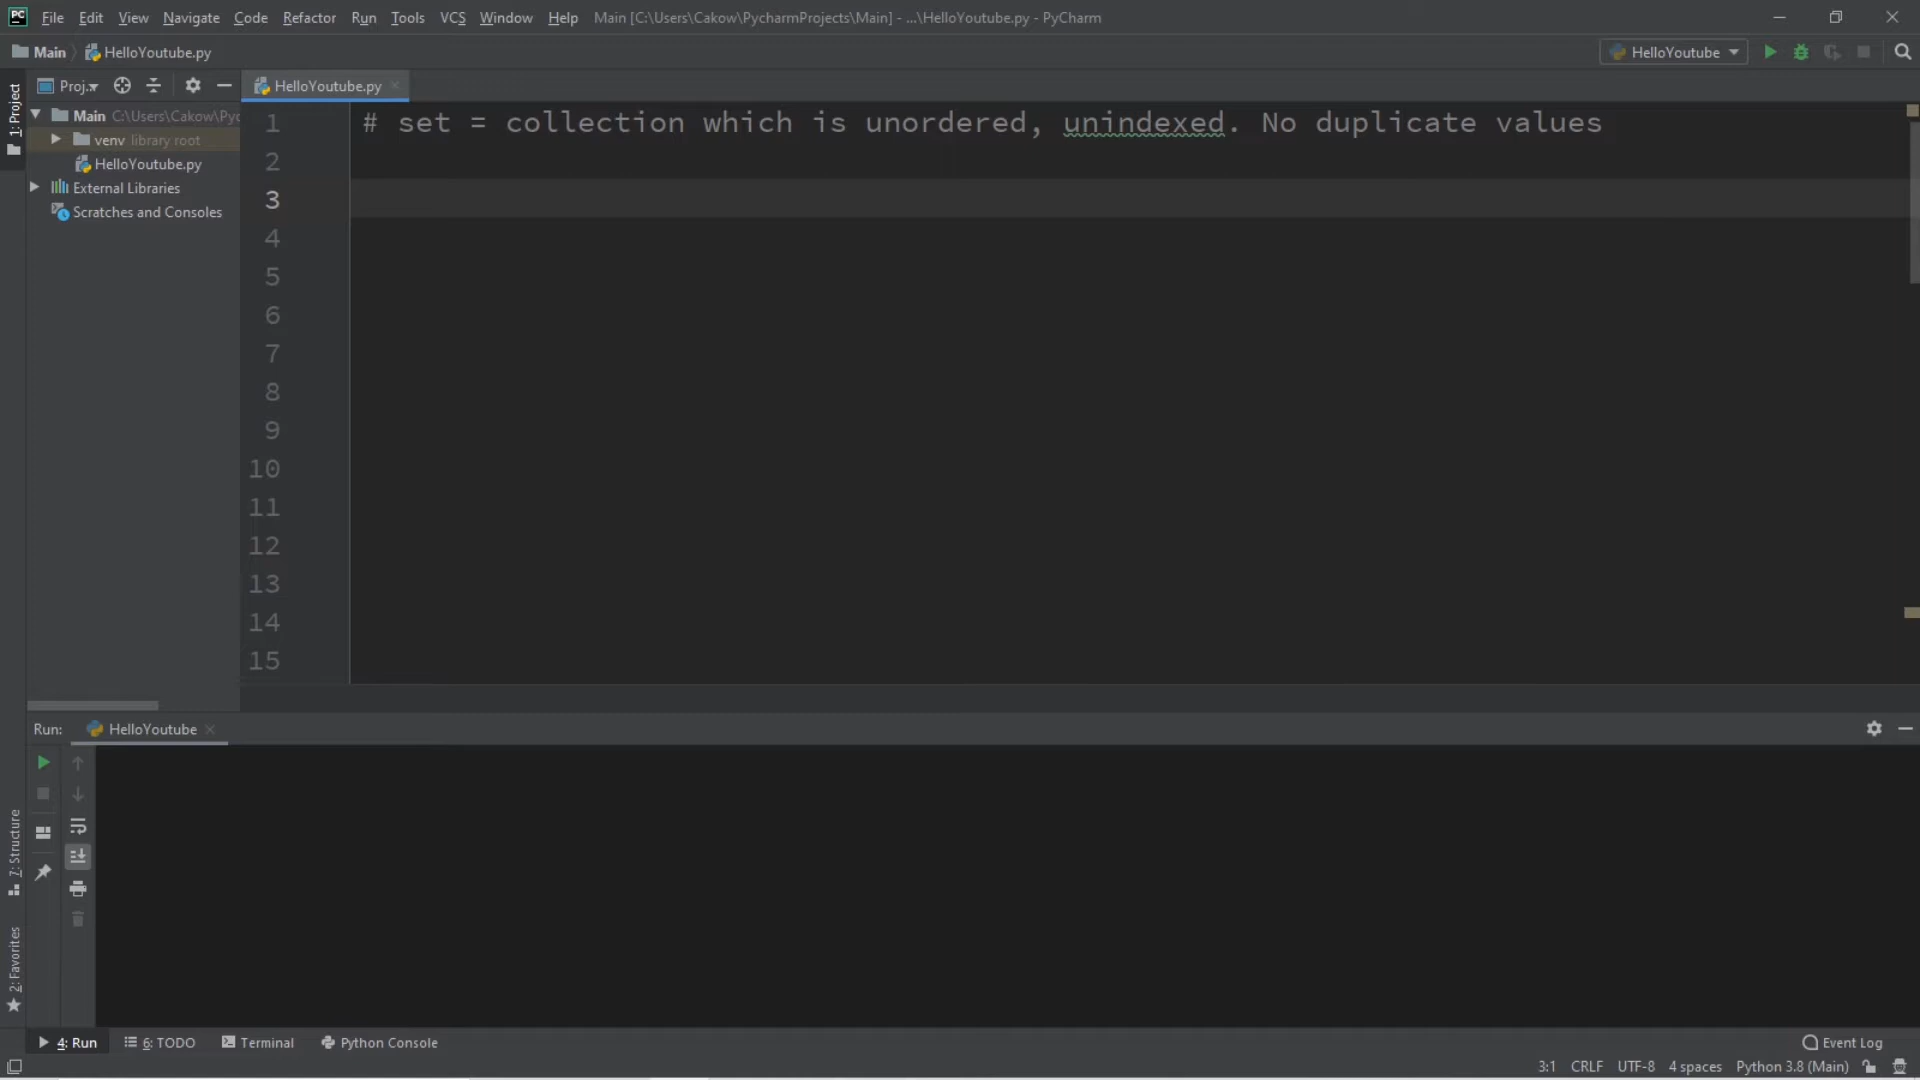 PC File Edit View Navigate Code Refactor Run Tools VCS Window Help Main [C:\Users\Cakow\PycharmProjects\Main] - ...\HelloYoutube.py - PyCharm
Main HelloYoutube.py HelloYoutube
1: Project
Proj.. HelloYoutube.py
Main C:\Users\Cakow\Pyc
venv library root
HelloYoutube.py
External Libraries
Scratches and Consoles
1 # set = collection which is unordered, unindexed. No duplicate values
2
3
4
5
6
7
8
9
10
11
12
13
14
15
Run: HelloYoutube
7: Structure
2: Favorites
4: Run 6: TODO Terminal Python Console Event Log
3:1 CRLF UTF-8 4 spaces Python 3.8 (Main)